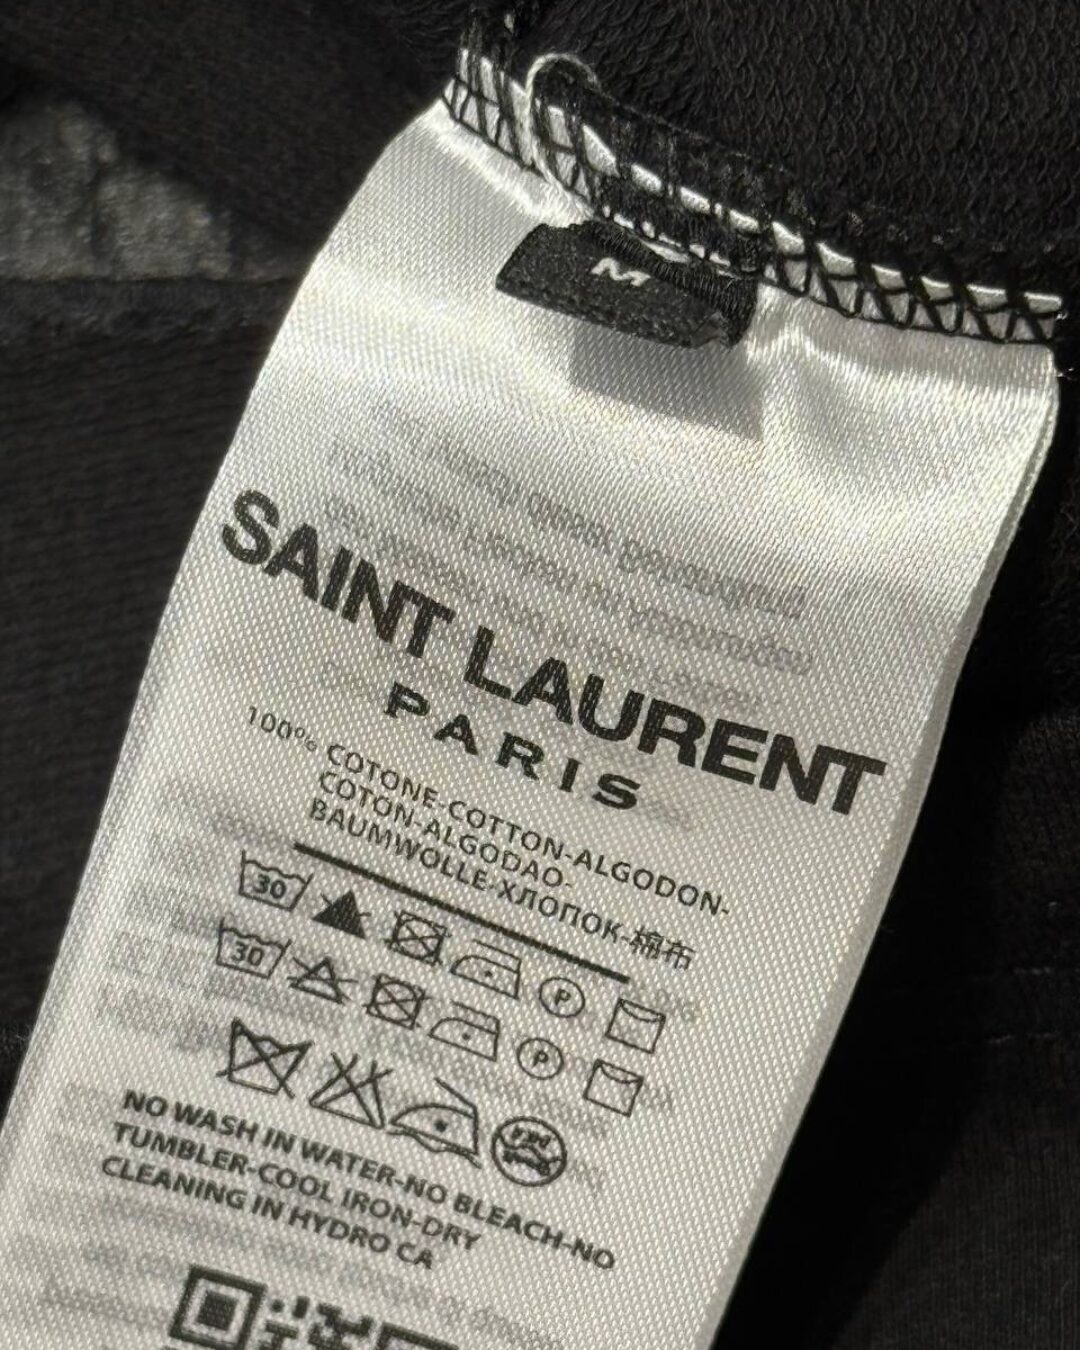 M
SAINT LAURENT
PARIS
100% COTONE-COTTON-ALGODON-
COTON-ALGODAO-
BAUMWOLLE-ХЛОПОК-棉布
30
P
30
P
NO WASH IN WATER-NO BLEACH-NO
TUMBLER-COOL IRON-DRY
CLEANING IN HYDRO CA